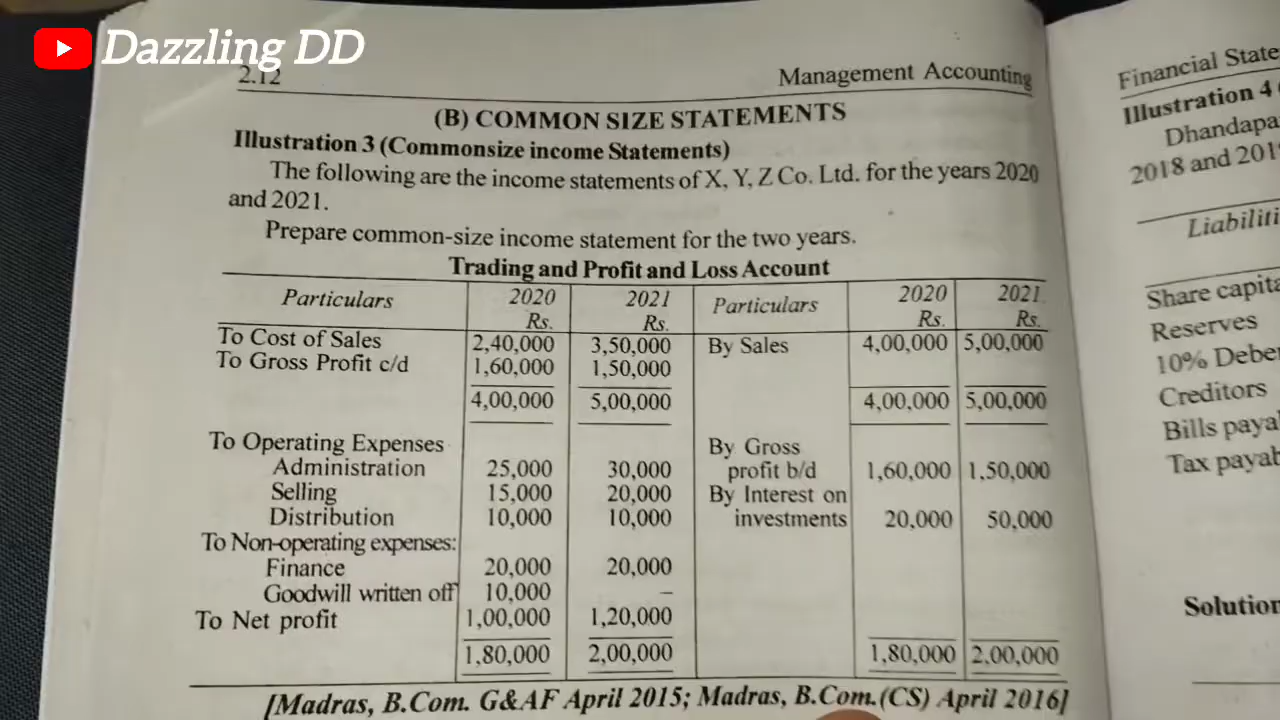 Dazzling DD
2.12 Management Accounting
(B) COMMON SIZE STATEMENTS
Illustration 3 (Commonsize income Statements)
The following are the income statements of X, Y, Z Co. Ltd. for the years 2020
and 2021.
Prepare common-size income statement for the two years.
Trading and Profit and Loss Account
Particulars 2020 2021 Particulars 2020 2021
Rs. Rs. Rs. Rs.
To Cost of Sales 2,40,000 3,50,000 By Sales 4,00,000 5,00,000
To Gross Profit c/d 1,60,000 1,50,000
4,00,000 5,00,000 4,00,000 5,00,000
To Operating Expenses By Gross
Administration 25,000 30,000 profit b/d 1,60,000 1,50,000
Selling 15,000 20,000 By Interest on
Distribution 10,000 10,000 investments 20,000 50,000
To Non-operating expenses:
Finance 20,000 20,000
Goodwill written off 10,000 –
To Net profit 1,00,000 1,20,000
1,80,000 2,00,000 1,80,000 2,00,000
[Madras, B.Com. G&AF April 2015; Madras, B.Com.(CS) April 2016]
Financial State
Illustration 4
Dhandapa
2018 and 201
Liabiliti
Share capita
Reserves
10% Debe
Creditors
Bills paya
Tax payab
Solution